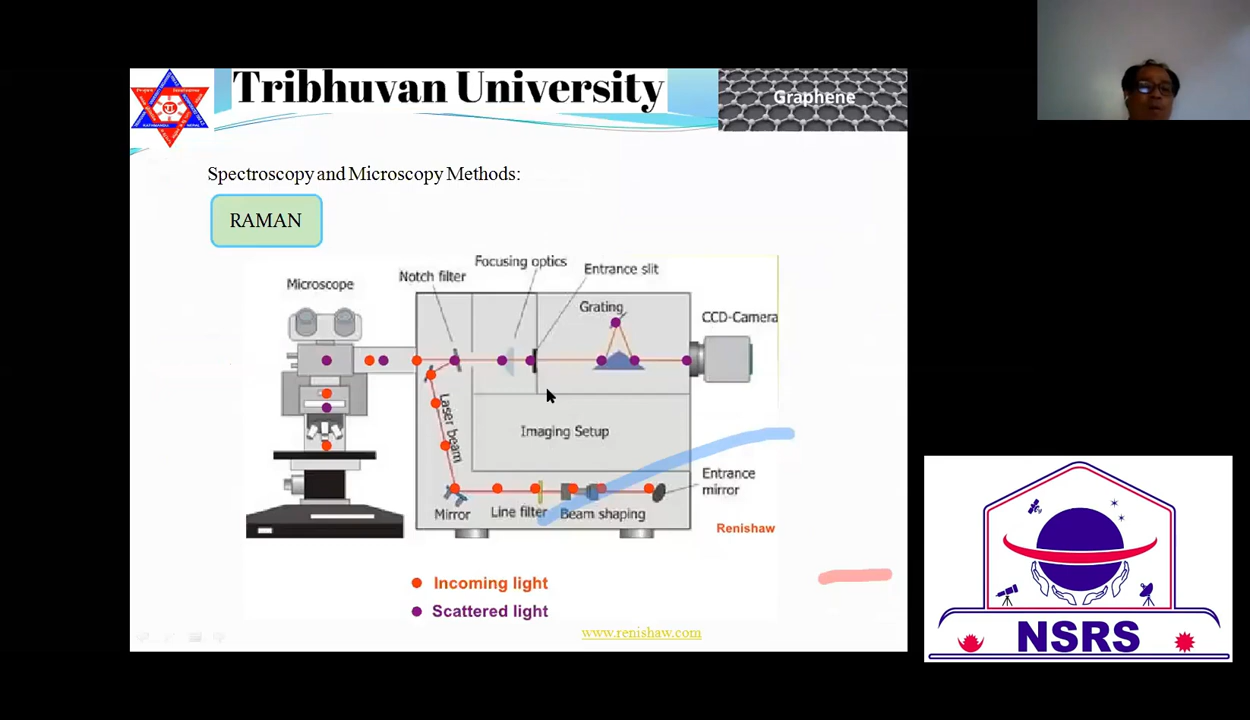 Tribhuvan University
Graphene
Spectroscopy and Microscopy Methods:
RAMAN
Focusing optics
Entrance slit
Notch filter
Microscope
Grating
CCD-Camera
Laser beam
Imaging Setup
Entrance
mirror
Mirror
Line filter
Beam shaping
Renishaw
Incoming light
Scattered light
www.renishaw.com
NSRS